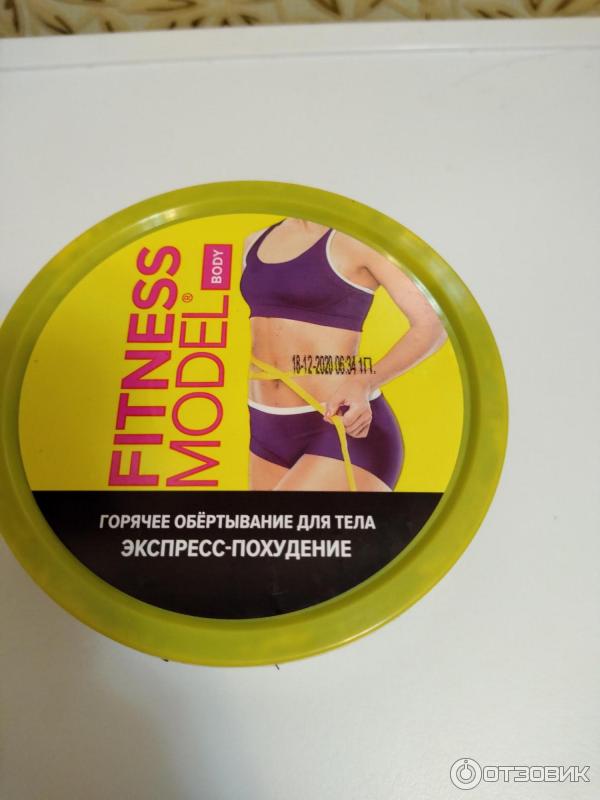 FITNESS
MODEL®
BODY
18-12-2020 06:34 1П.
ГОРЯЧЕЕ ОБЁРТЫВАНИЕ ДЛЯ ТЕЛА
ЭКСПРЕСС-ПОХУДЕНИЕ
ОТЗОВИК